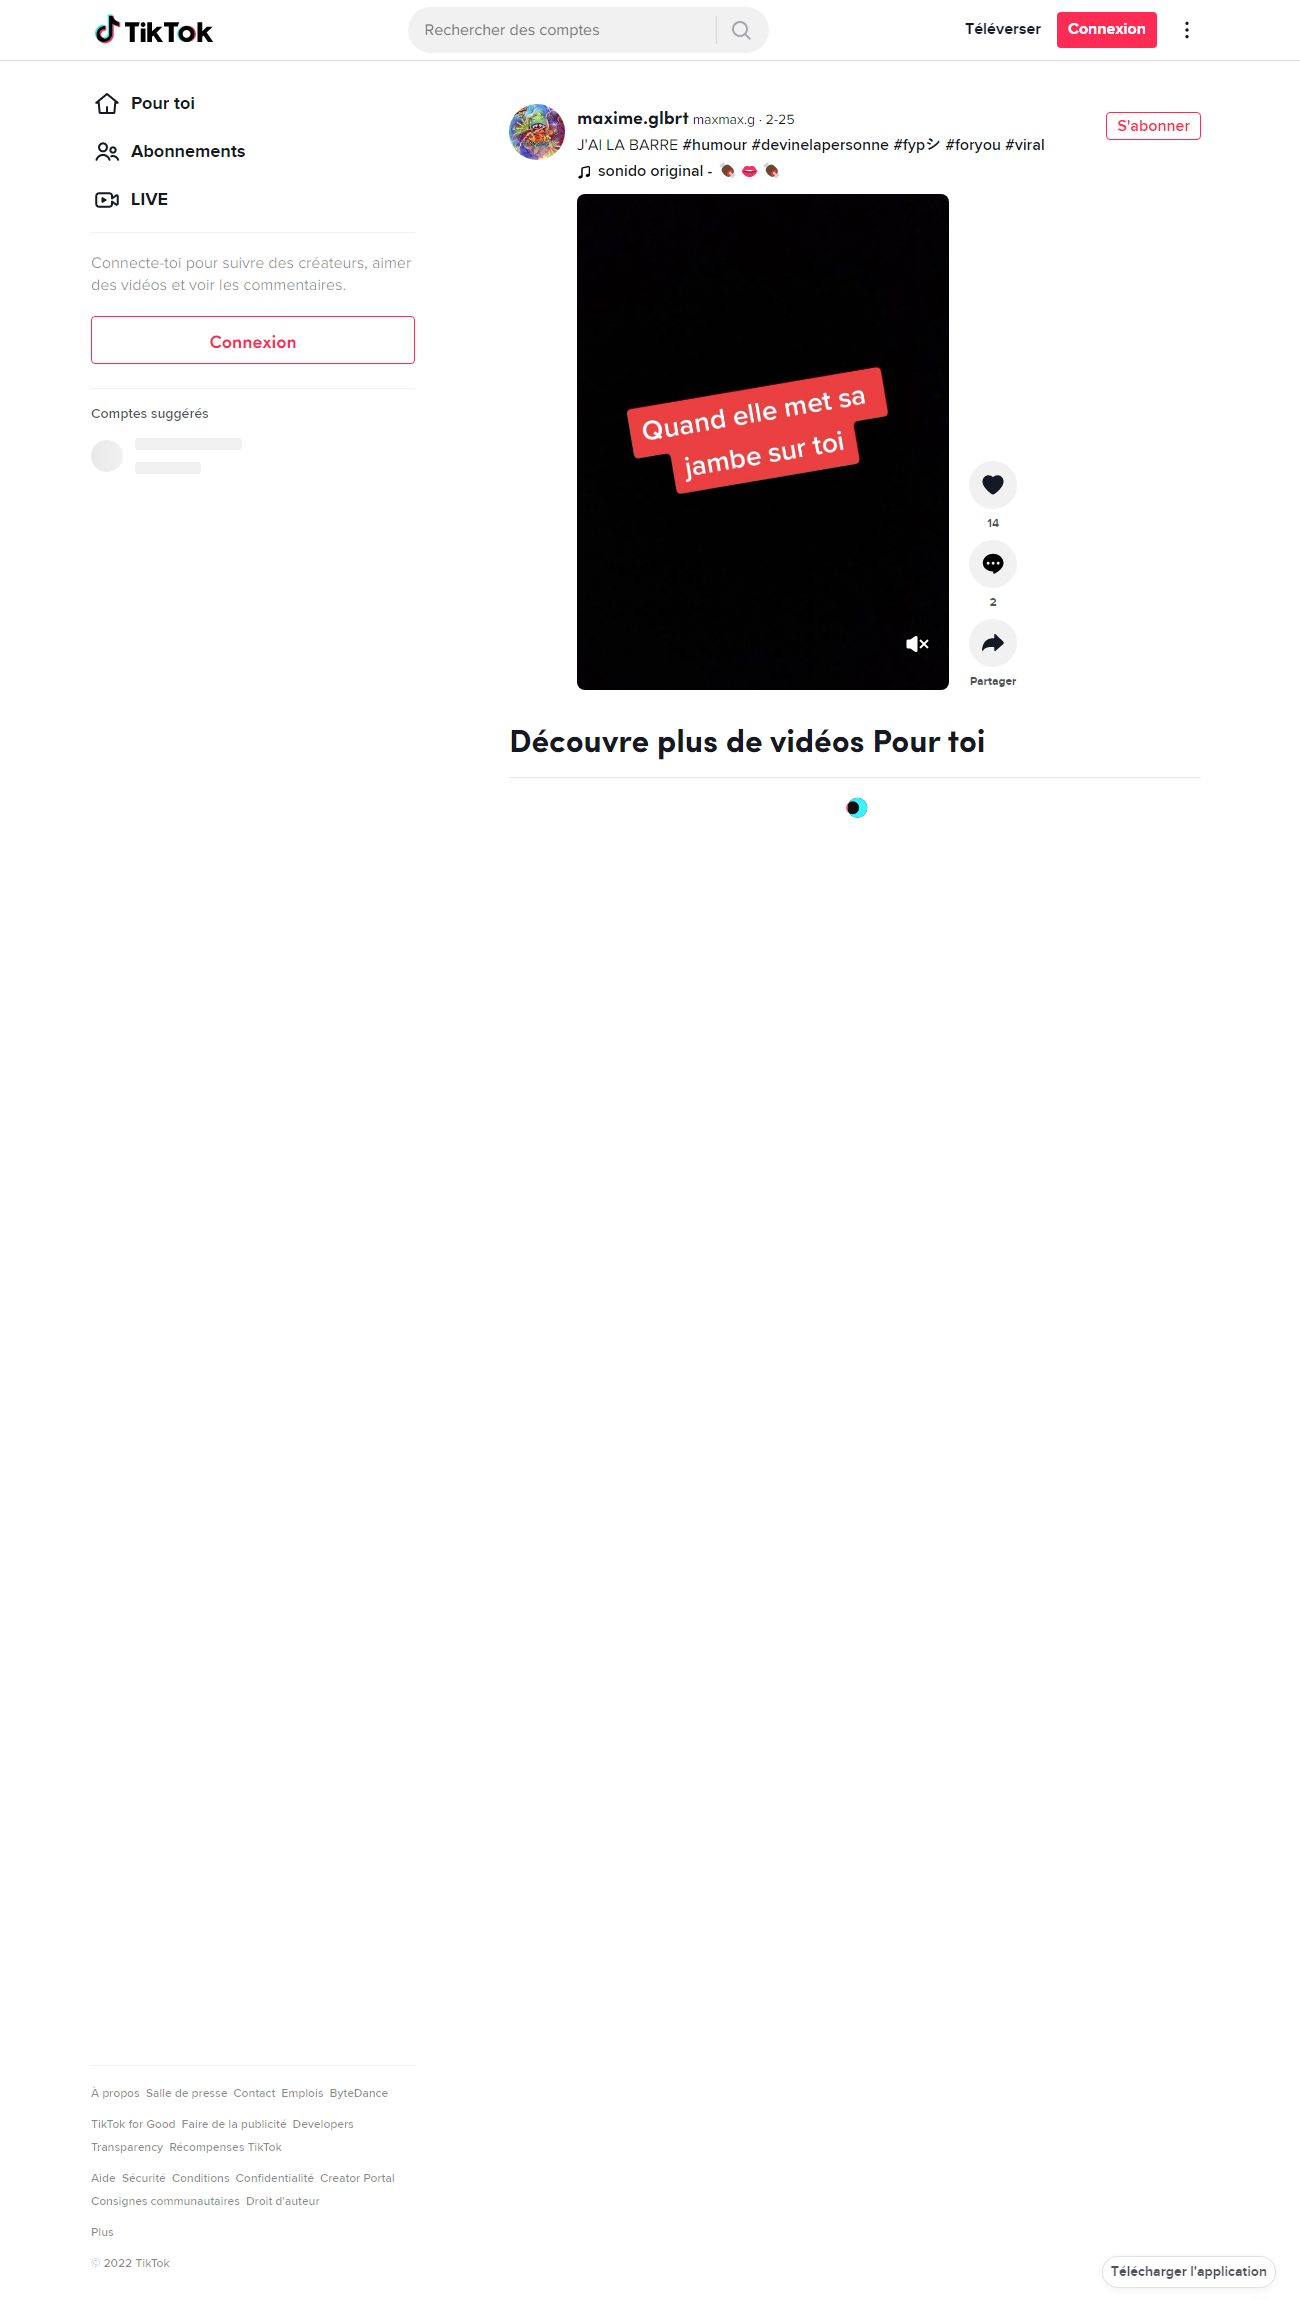 TikTok
Rechercher des comptes
Téléverser
Connexion
Pour toi
Abonnements
LIVE
Connecte-toi pour suivre des créateurs, aimer
des vidéos et voir les commentaires.
Connexion
Comptes suggérés
maxime.glbrt maxmax.g · 2-25
S'abonner
J'AI LA BARRE #humour #devinelapersonne #fypシ #foryou #viral
sonido original - 🍫👄🍫
Quand elle met sa
jambe sur toi
14
2
Partager
Découvre plus de vidéos Pour toi
À propos Salle de presse Contact Emplois ByteDance
TikTok for Good Faire de la publicité Developers
Transparency Récompenses TikTok
Aide Sécurité Conditions Confidentialité Creator Portal
Consignes communautaires Droit d'auteur
Plus
© 2022 TikTok
Télécharger l'application